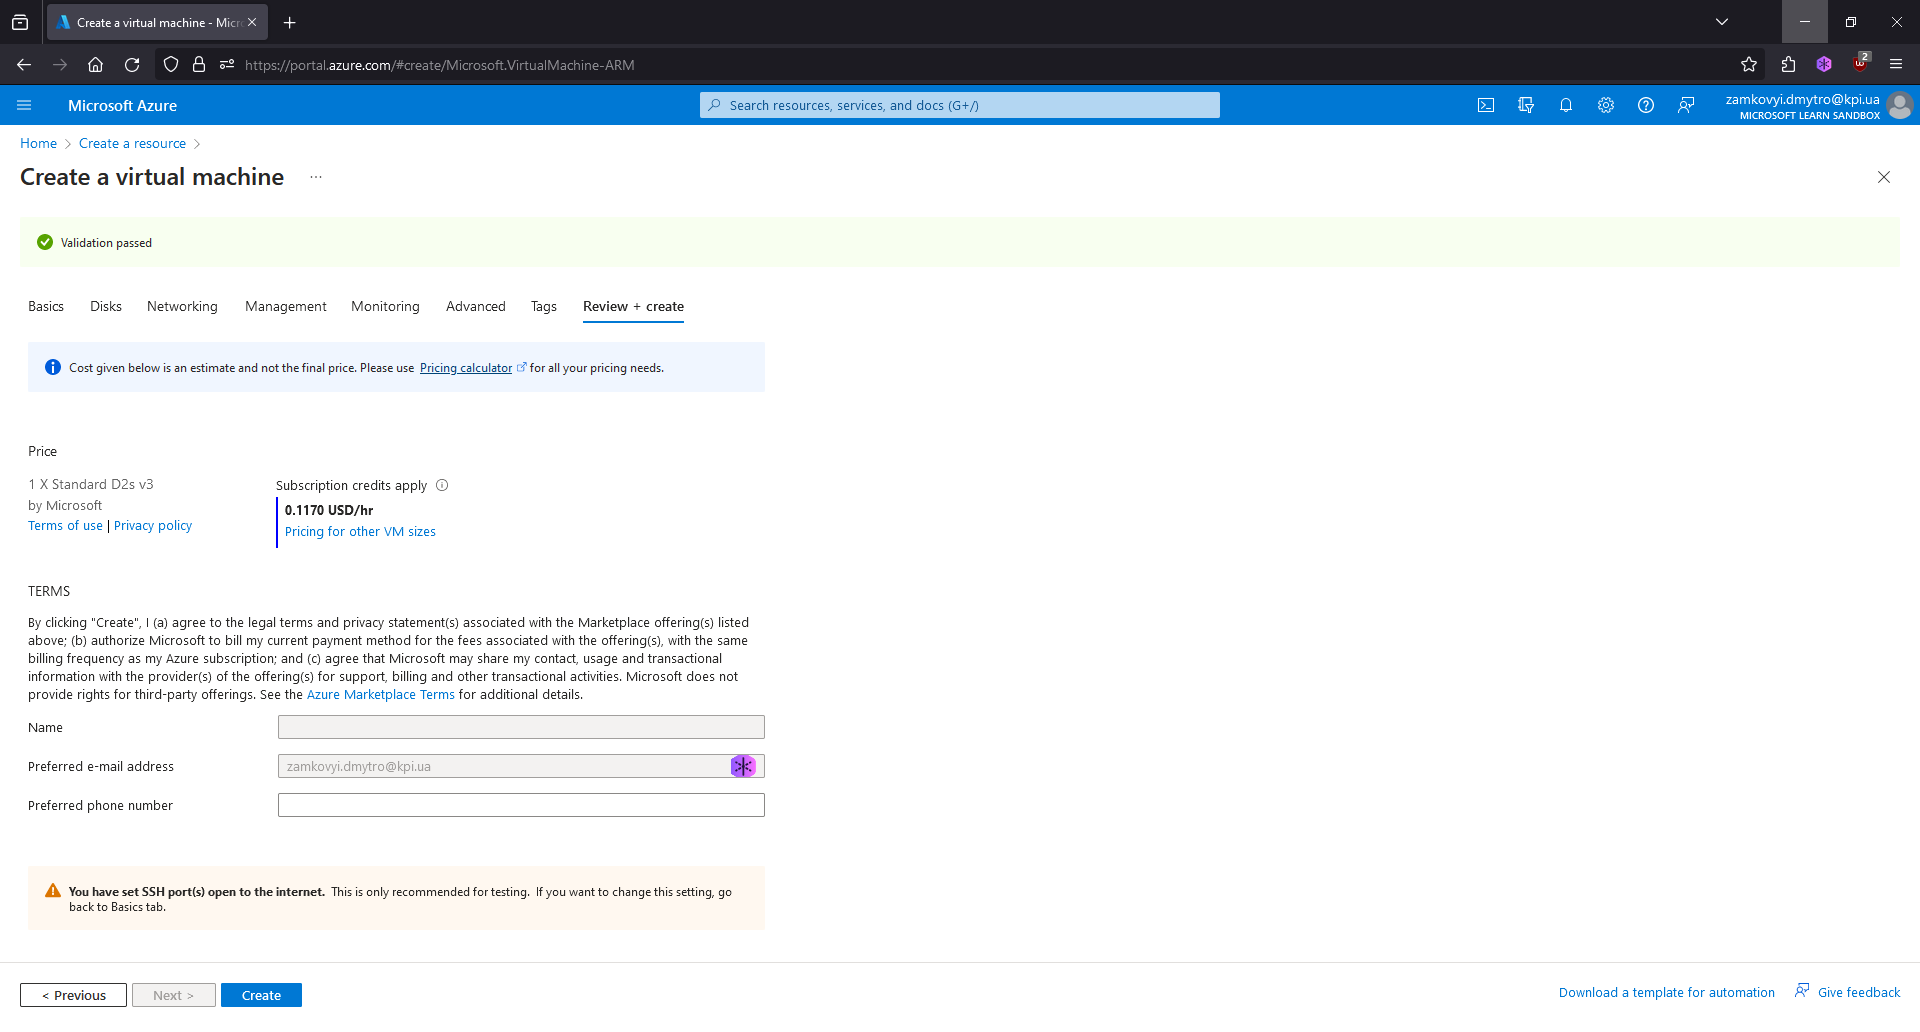 Create a virtual machine - Micr
https://portal.azure.com/#create/Microsoft.VirtualMachine-ARM
2
Microsoft Azure
Search resources, services, and docs (G+/)
zamkovyi.dmytro@kpi.ua
MICROSOFT LEARN SANDBOX
Home > Create a resource >
Create a virtual machine ...
Validation passed
Basics Disks Networking Management Monitoring Advanced Tags Review + create
Cost given below is an estimate and not the final price. Please use Pricing calculator for all your pricing needs.
Price
1 X Standard D2s v3
by Microsoft
Terms of use | Privacy policy
Subscription credits apply
0.1170 USD/hr
Pricing for other VM sizes
TERMS
By clicking "Create", I (a) agree to the legal terms and privacy statement(s) associated with the Marketplace offering(s) listed
above; (b) authorize Microsoft to bill my current payment method for the fees associated with the offering(s), with the same
billing frequency as my Azure subscription; and (c) agree that Microsoft may share my contact, usage and transactional
information with the provider(s) of the offering(s) for support, billing and other transactional activities. Microsoft does not
provide rights for third-party offerings. See the Azure Marketplace Terms for additional details.
Name
Preferred e-mail address
zamkovyi.dmytro@kpi.ua
Preferred phone number
You have set SSH port(s) open to the internet. This is only recommended for testing. If you want to change this setting, go
back to Basics tab.
< Previous
Next >
Create
Download a template for automation
Give feedback